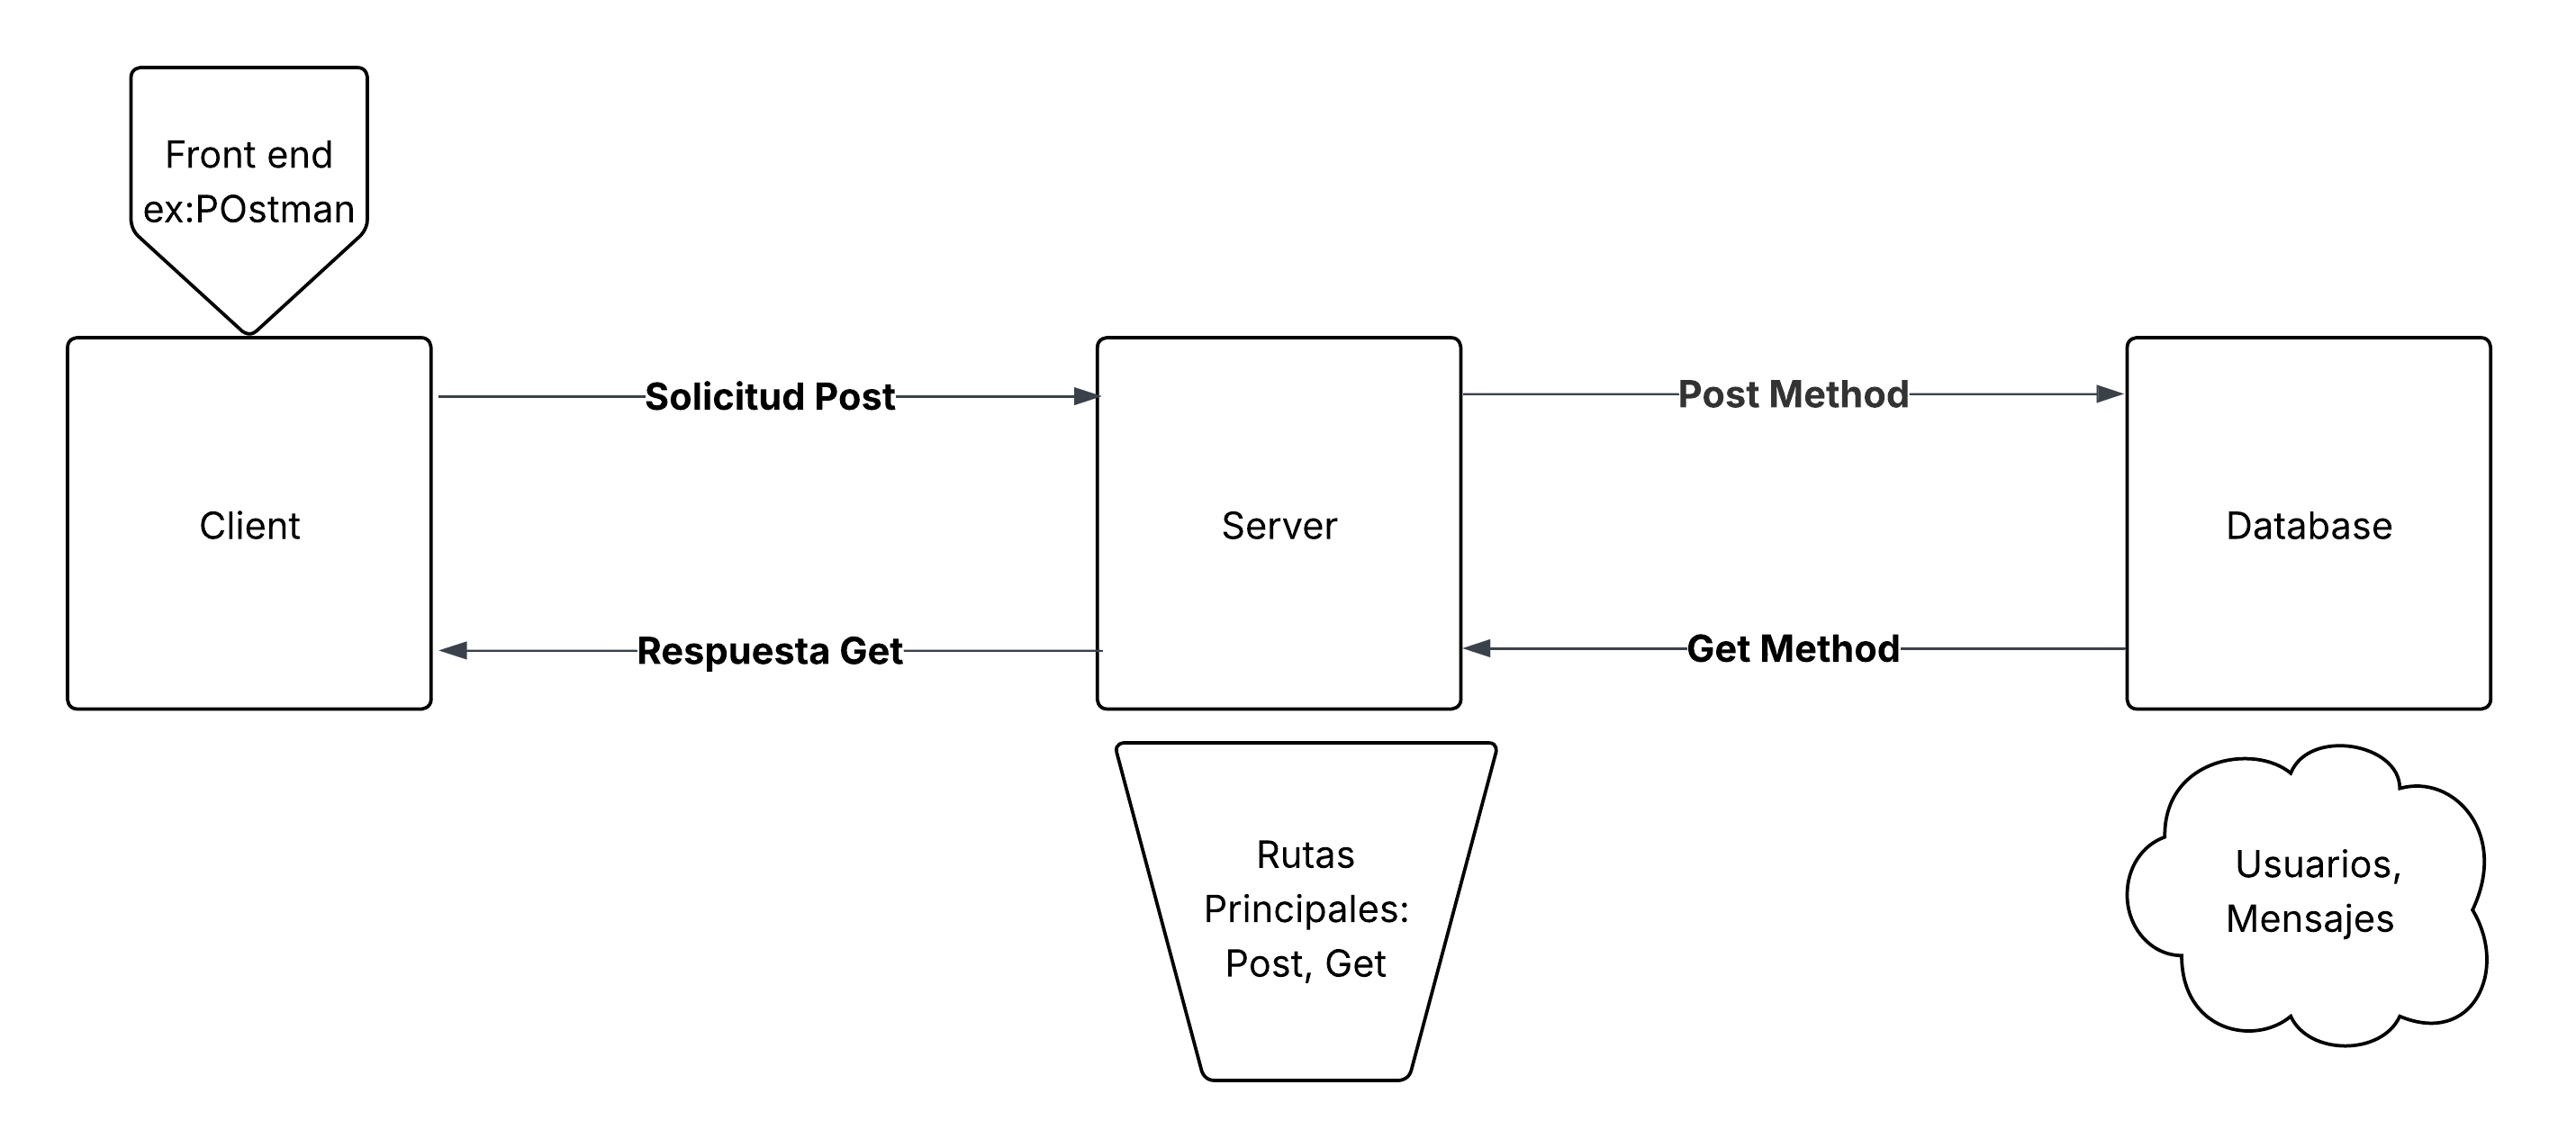 Front end
ex:POstman
Solicitud Post
Post Method
Client
Server
Database
Respuesta Get
Get Method
Rutas
Principales:
Post, Get
Usuarios,
Mensajes